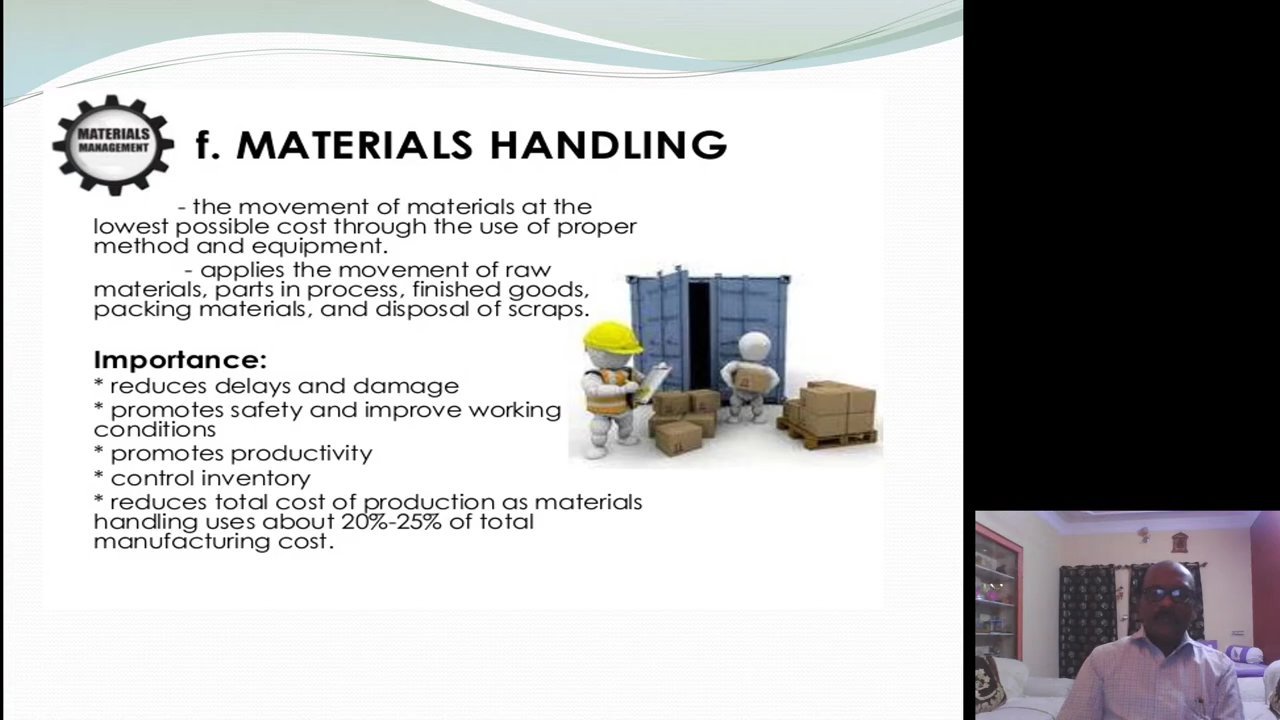 MATERIALS
MANAGEMENT
f. MATERIALS HANDLING
- the movement of materials at the
lowest possible cost through the use of proper
method and equipment.
- applies the movement of raw
materials, parts in process, finished goods,
packing materials, and disposal of scraps.
Importance:
* reduces delays and damage
* promotes safety and improve working
conditions
* promotes productivity
* control inventory
* reduces total cost of production as materials
handling uses about 20%-25% of total
manufacturing cost.